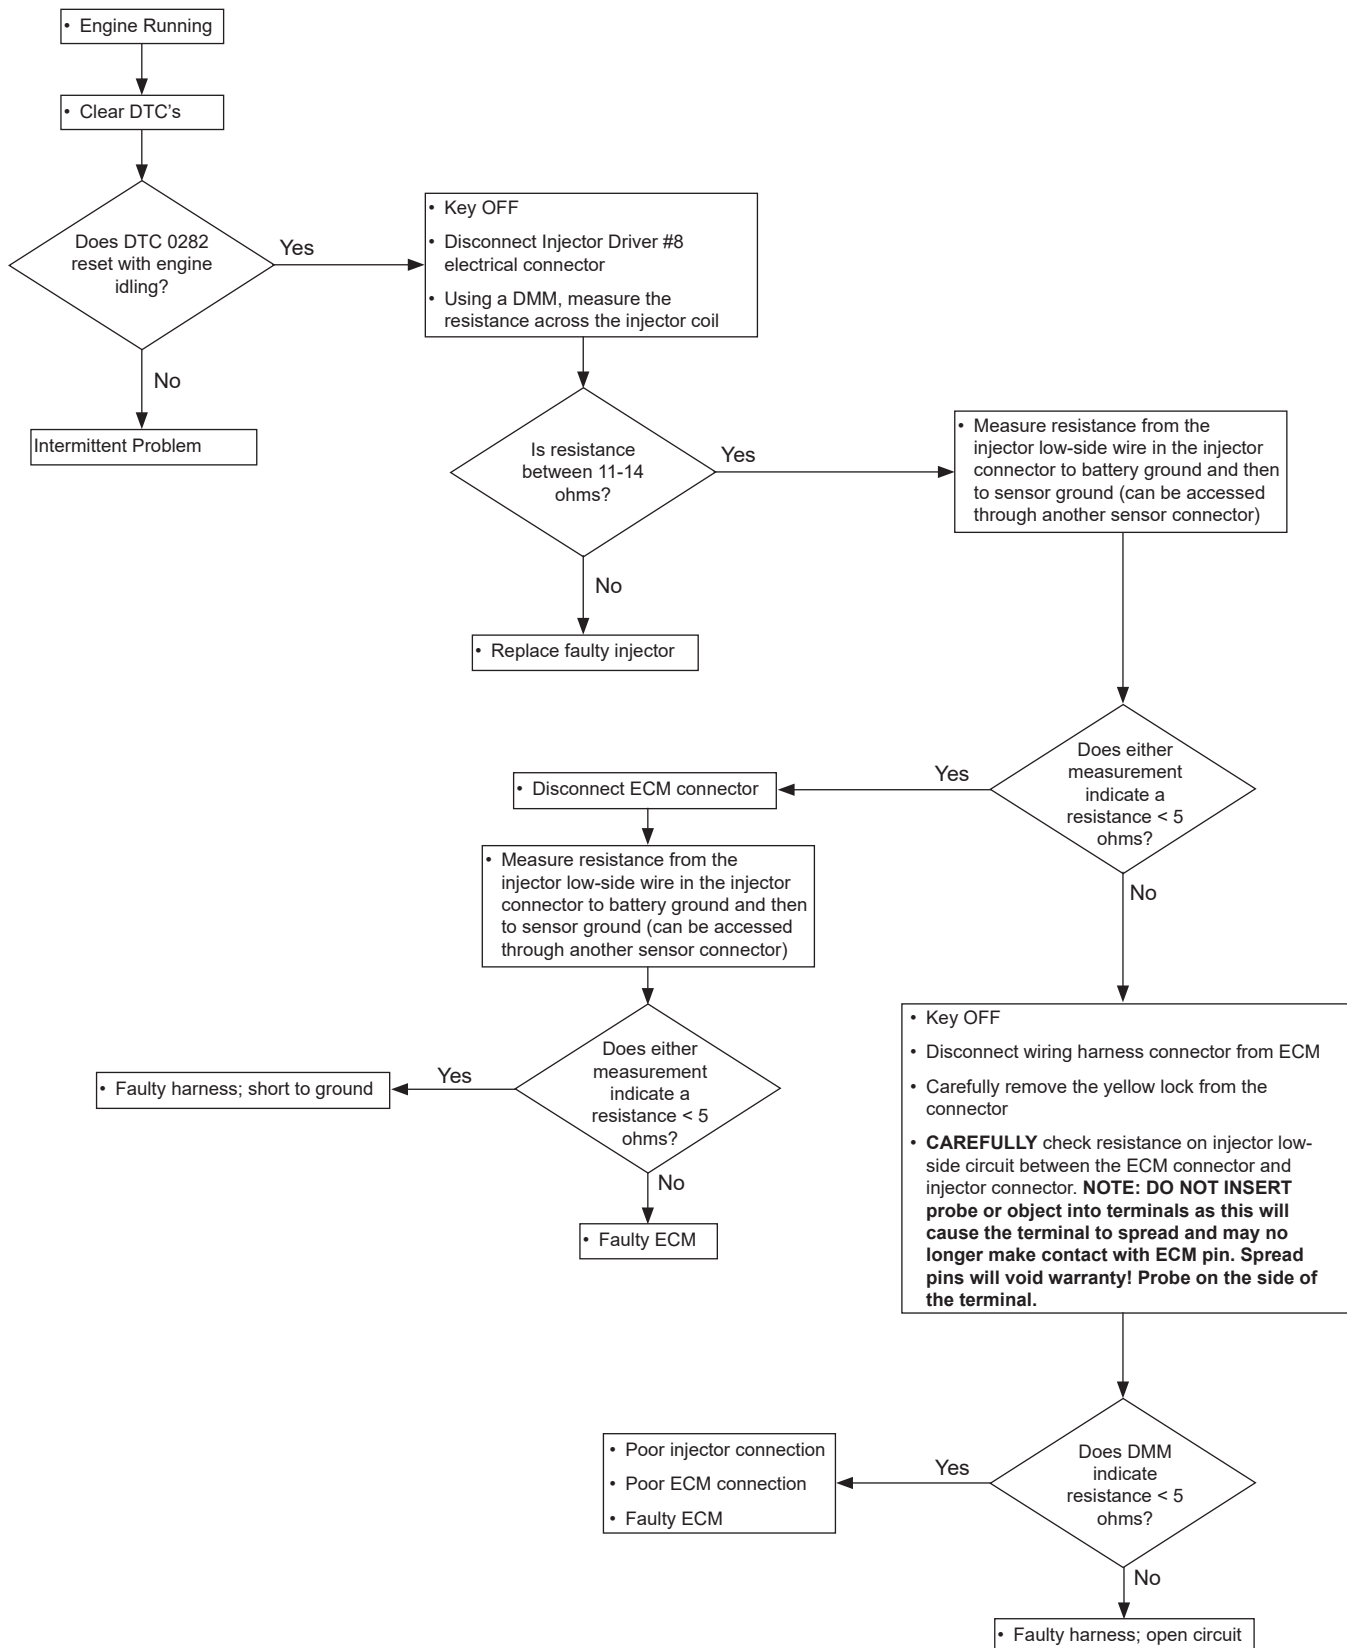 • Engine Running
• Clear DTC's
Does DTC 0282
reset with engine
idling?
Yes
No
Intermittent Problem
• Key OFF
• Disconnect Injector Driver #8
electrical connector
• Using a DMM, measure the
resistance across the injector coil
Is resistance
between 11-14
ohms?
Yes
No
• Replace faulty injector
• Measure resistance from the
injector low-side wire in the injector
connector to battery ground and then
to sensor ground (can be accessed
through another sensor connector)
Does either
measurement
indicate a
resistance < 5
ohms?
Yes
No
• Disconnect ECM connector
• Measure resistance from the
injector low-side wire in the injector
connector to battery ground and then
to sensor ground (can be accessed
through another sensor connector)
Does either
measurement
indicate a
resistance < 5
ohms?
Yes
• Faulty harness; short to ground
No
• Faulty ECM
• Key OFF
• Disconnect wiring harness connector from ECM
• Carefully remove the yellow lock from the
connector
• CAREFULLY check resistance on injector low-
side circuit between the ECM connector and
injector connector. NOTE: DO NOT INSERT
probe or object into terminals as this will
cause the terminal to spread and may no
longer make contact with ECM pin. Spread
pins will void warranty! Probe on the side of
the terminal.
Does DMM
indicate
resistance < 5
ohms?
Yes
• Poor injector connection
• Poor ECM connection
• Faulty ECM
No
• Faulty harness; open circuit